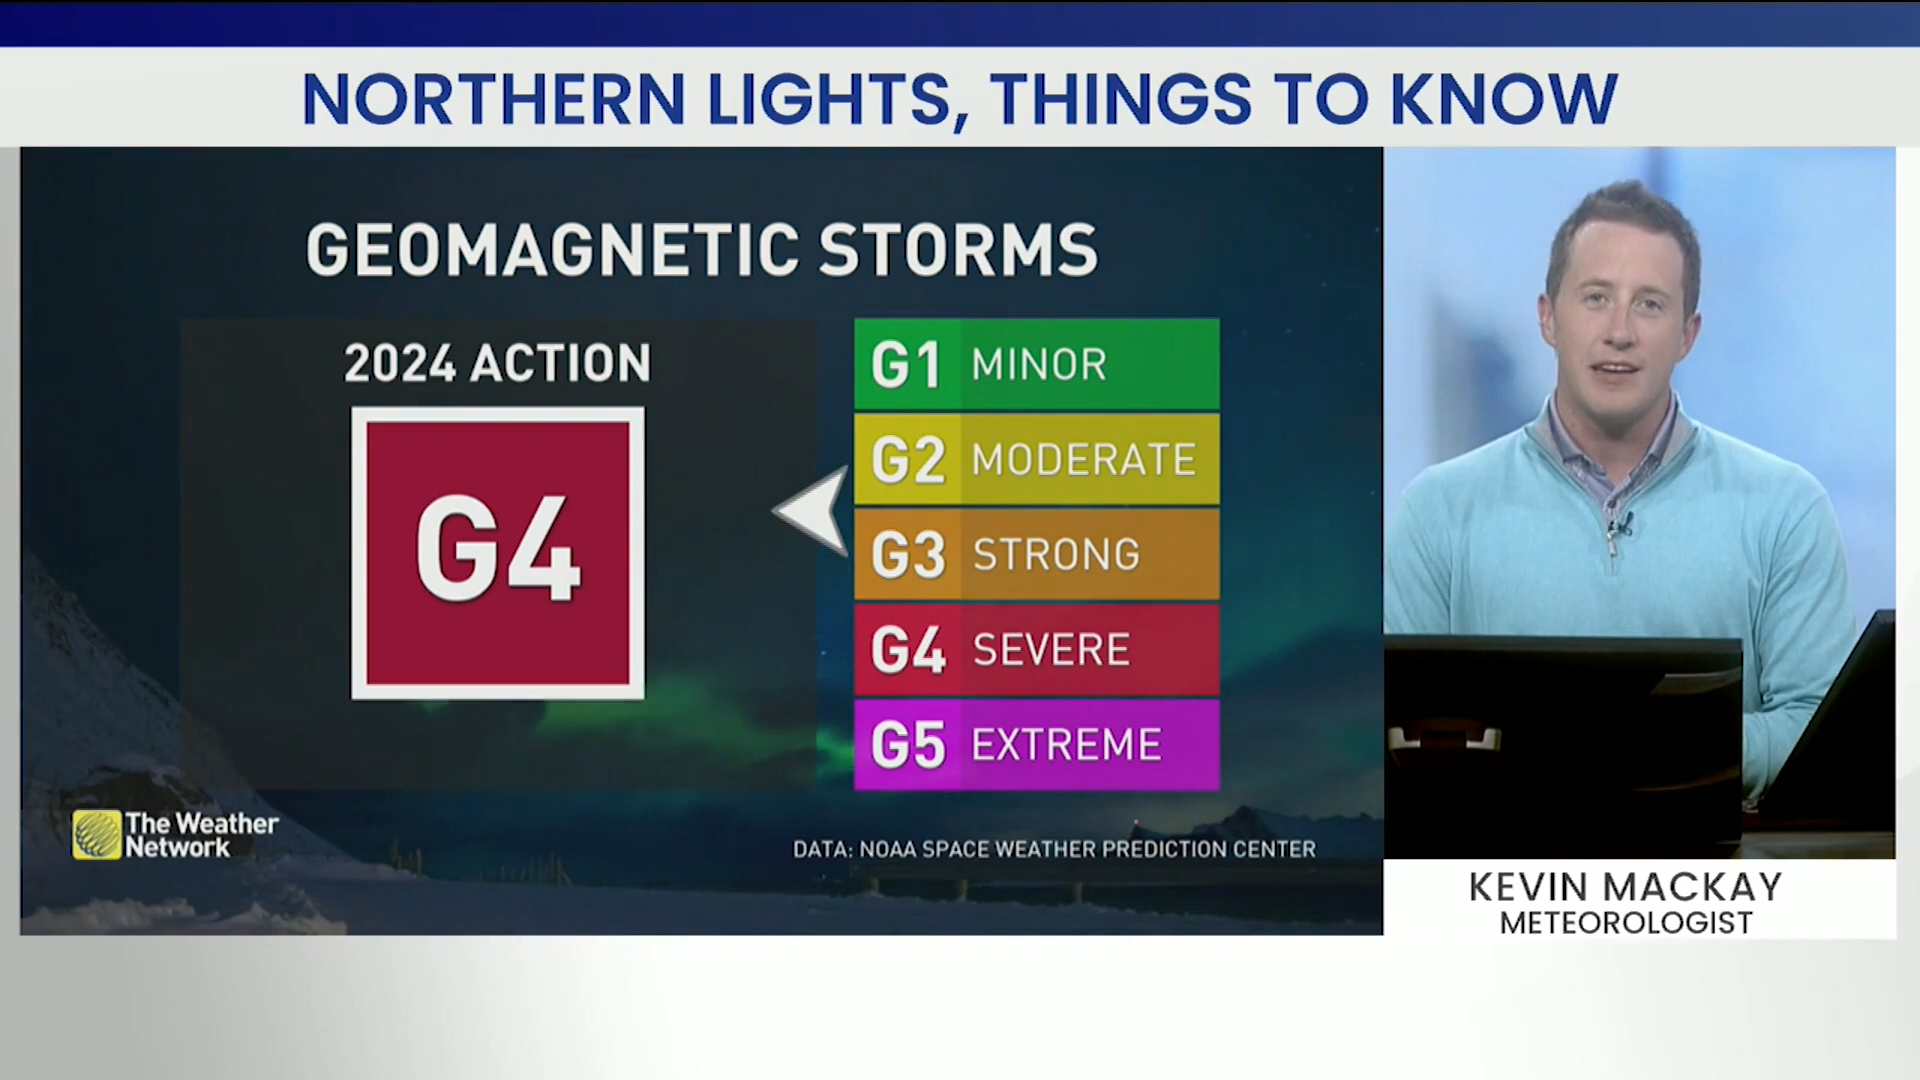 NORTHERN LIGHTS, THINGS TO KNOW
GEOMAGNETIC STORMS
2024 ACTION
G4
G1 MINOR
G2 MODERATE
G3 STRONG
G4 SEVERE
G5 EXTREME
The Weather
Network
DATA: NOAA SPACE WEATHER PREDICTION CENTER
KEVIN MACKAY
METEOROLOGIST